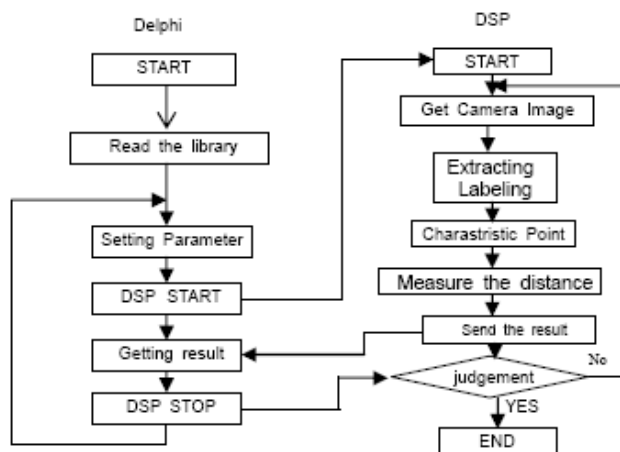 Delphi
START
Read the library
Setting Parameter
DSP START
Getting result
DSP STOP
DSP
START
Get Camera Image
Extracting
Labeling
Charastristic Point
Measure the distance
Send the result
judgement
No
YES
END